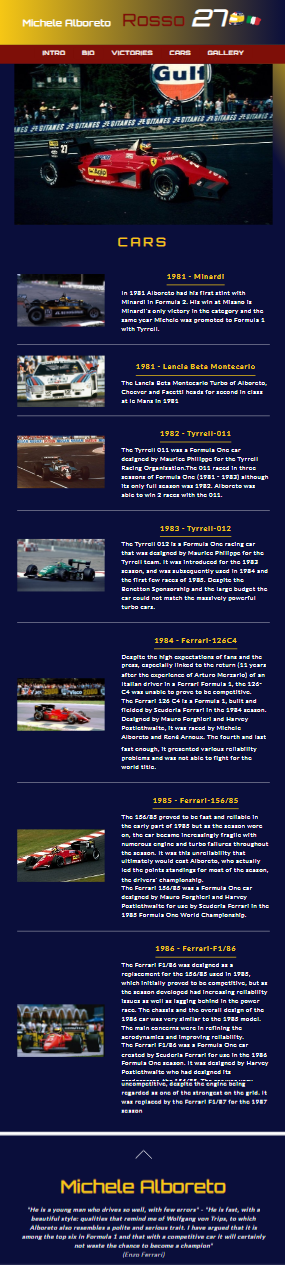 Michele Alboreto Rosso 27
INTRO BIO VICTORIES CARS GALLERY
Gulf
GITANES GITANES GITANES GITANES
27
CARS
1981 - Minardi
In 1981 Alboreto had his first stint with
Minardi in Formula 2. His win at Misano is
Minardi's only victory in the category and the
same year Michele was promoted to Formula 1
with Tyrrell.
1981 - Lancia Beta Montecarlo
The Lancia Beta Montecarlo Turbo of Alboreto,
Cheever and Facetti heads for second in class
at le Mans in 1981
1982 - Tyrrell-011
The Tyrrell 011 was a Formula One car
designed by Maurice Philippe for the Tyrrell
Racing Organisation.The 011 raced in three
seasons of Formula One (1981 - 1983) although
its only full season was 1982. Alboreto was
able to win 2 races with the 011.
1983 - Tyrrell-012
The Tyrrell 012 is a Formula One racing car
that was designed by Maurice Philippe for the
Tyrrell team. It was introduced for the 1983
season, and was subsequently used in 1984 and
the first few races of 1985. Despite the
Benetton Sponsorship and the large budget the
car could not match the massively powerful
turbo cars.
1984 - Ferrari-126C4
Despite the high expectations of fans and the
press, especially linked to the return (11 years
after the experience of Arturo Merzario) of an
Italian driver in a Ferrari Formula 1, the 126-
C4 was unable to prove to be competitive.
The Ferrari 126 C4 is a Formula 1, built and
fielded by Scuderia Ferrari in the 1984 season.
Designed by Mauro Forghieri and Harvey
Postlethwaite, it was raced by Michele
Alboreto and René Arnoux. The fourth and last
fast enough, it presented various reliability
problems and was not able to fight for the
world title.
1985 - Ferrari-156/85
The 156/85 proved to be fast and reliable in
the early part of 1985 but as the season wore
on, the car became increasingly fragile with
numerous engine and turbo failures throughout
the season. It was this unreliability that
ultimately would cost Alboreto, who actually
led the points standings for most of the season,
the drivers' championship.
The Ferrari 156/85 was a Formula One car
designed by Mauro Forghieri and Harvey
Postlethwaite for use by Scuderia Ferrari in the
1985 Formula One World Championship.
1986 - Ferrari-F1/86
The Ferrari F1/86 was designed as a
replacement for the 156/85 used in 1985,
which initially proved to be competitive, but as
the season developed had increasing reliability
issues as well as lagging behind in the power
race. The chassis and the overall design of the
1986 car was very similar to the 1985 model.
The main concerns were in refining the
aerodynamics and improving reliability.
The Ferrari F1/86 was a Formula One car
created by Scuderia Ferrari for use in the 1986
Formula One season. It was designed by Harvey
Postlethwaite who had designed its
predecessor, the 156/85. The car was very
uncompetitive, despite the engine being
regarded as one of the strongest on the grid. It
was replaced by the Ferrari F1/87 for the 1987
season
Michele Alboreto
"He is a young man who drives so well, with few errors" - "He is fast, with a
beautiful style: qualities that remind me of Wolfgang von Trips, to which
Alboreto also resembles a polite and serious trait. I have argued that it is
among the top six in Formula 1 and that with a competitive car it will certainly
not waste the chance to become a champion"
(Enzo Ferrari)